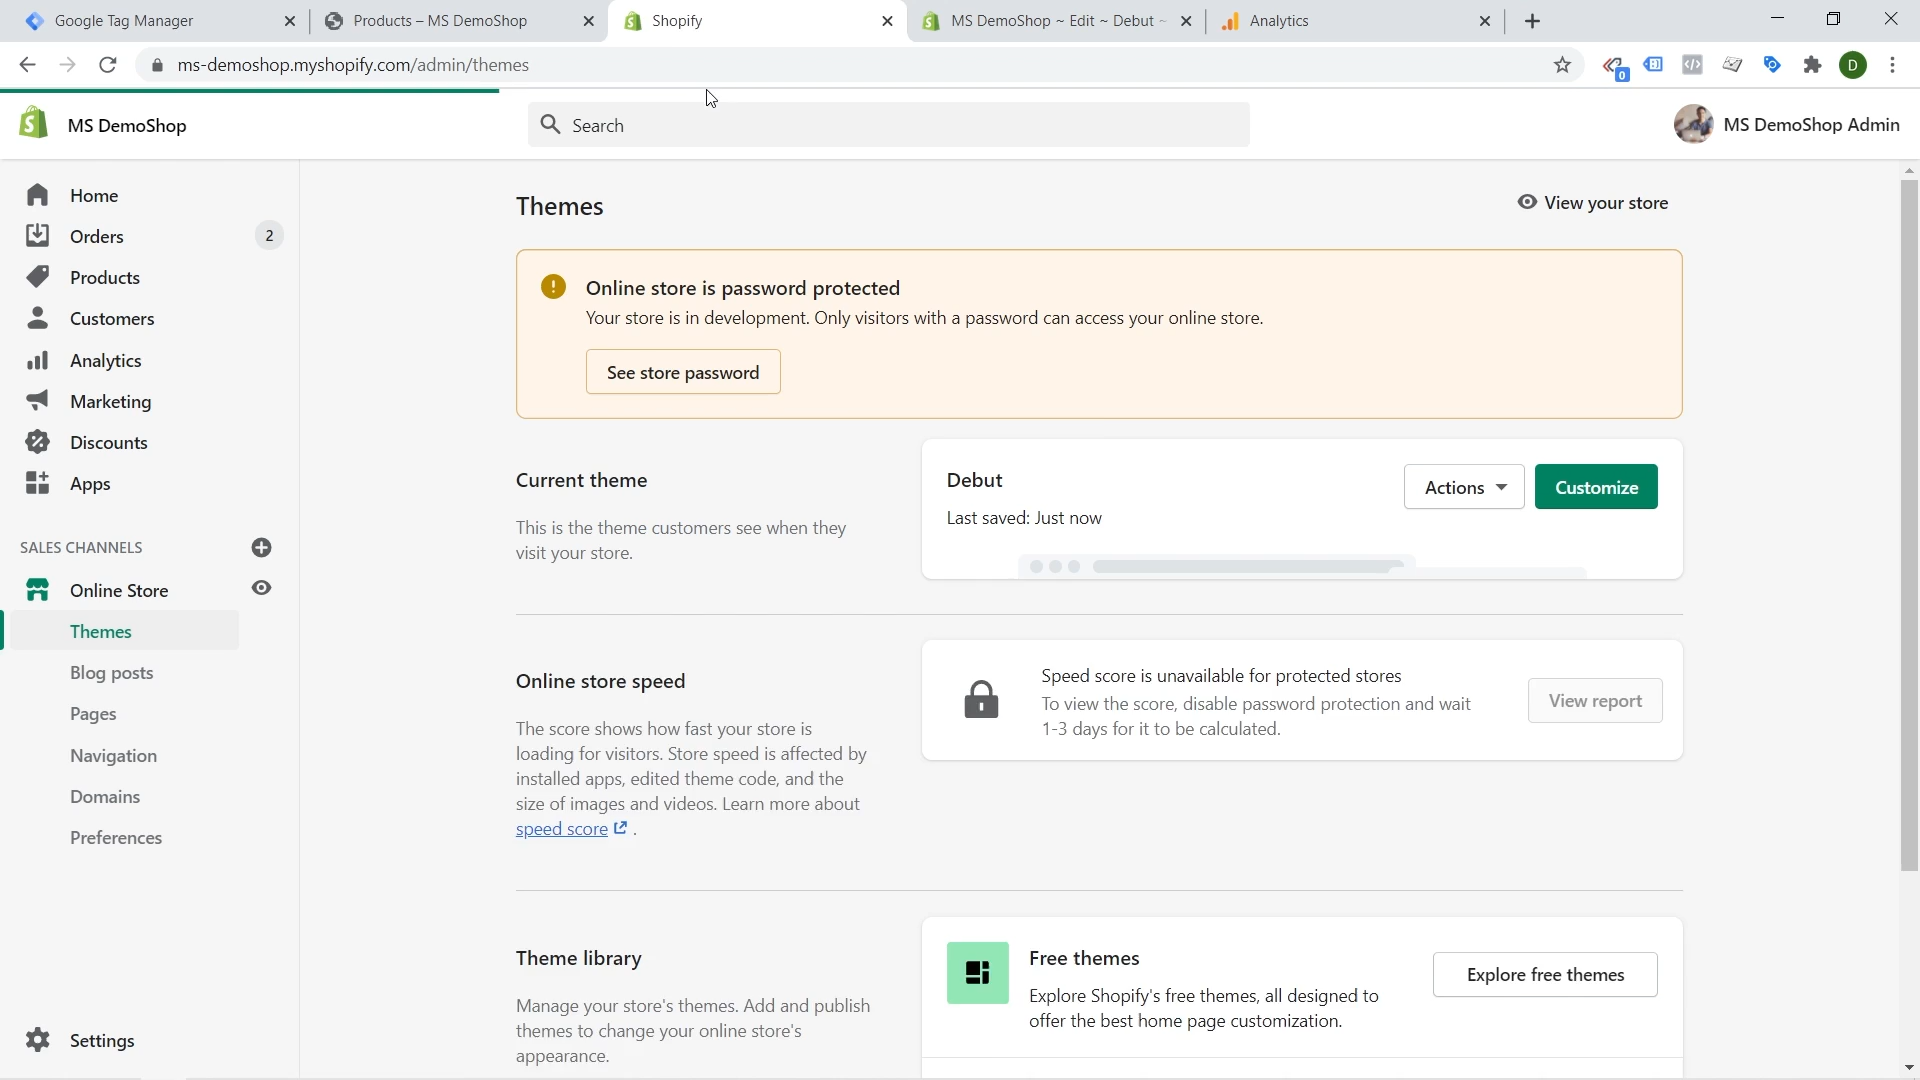 Google Tag Manager
Products – MS DemoShop
Shopify
MS DemoShop ~ Edit ~ Debut ~
Analytics
ms-demoshop.myshopify.com/admin/themes
0
D
MS DemoShop
Search
MS DemoShop Admin
Home
Orders
2
Products
Customers
Analytics
Marketing
Discounts
Apps
SALES CHANNELS
Online Store
Themes
Blog posts
Pages
Navigation
Domains
Preferences
Settings
Themes
View your store
Online store is password protected
Your store is in development. Only visitors with a password can access your online store.
See store password
Current theme
This is the theme customers see when they
visit your store.
Debut
Last saved: Just now
Actions
Customize
Online store speed
The score shows how fast your store is
loading for visitors. Store speed is affected by
installed apps, edited theme code, and the
size of images and videos. Learn more about
speed score .
Speed score is unavailable for protected stores
To view the score, disable password protection and wait
1-3 days for it to be calculated.
View report
Theme library
Manage your store's themes. Add and publish
themes to change your online store's
appearance.
Free themes
Explore Shopify's free themes, all designed to
offer the best home page customization.
Explore free themes